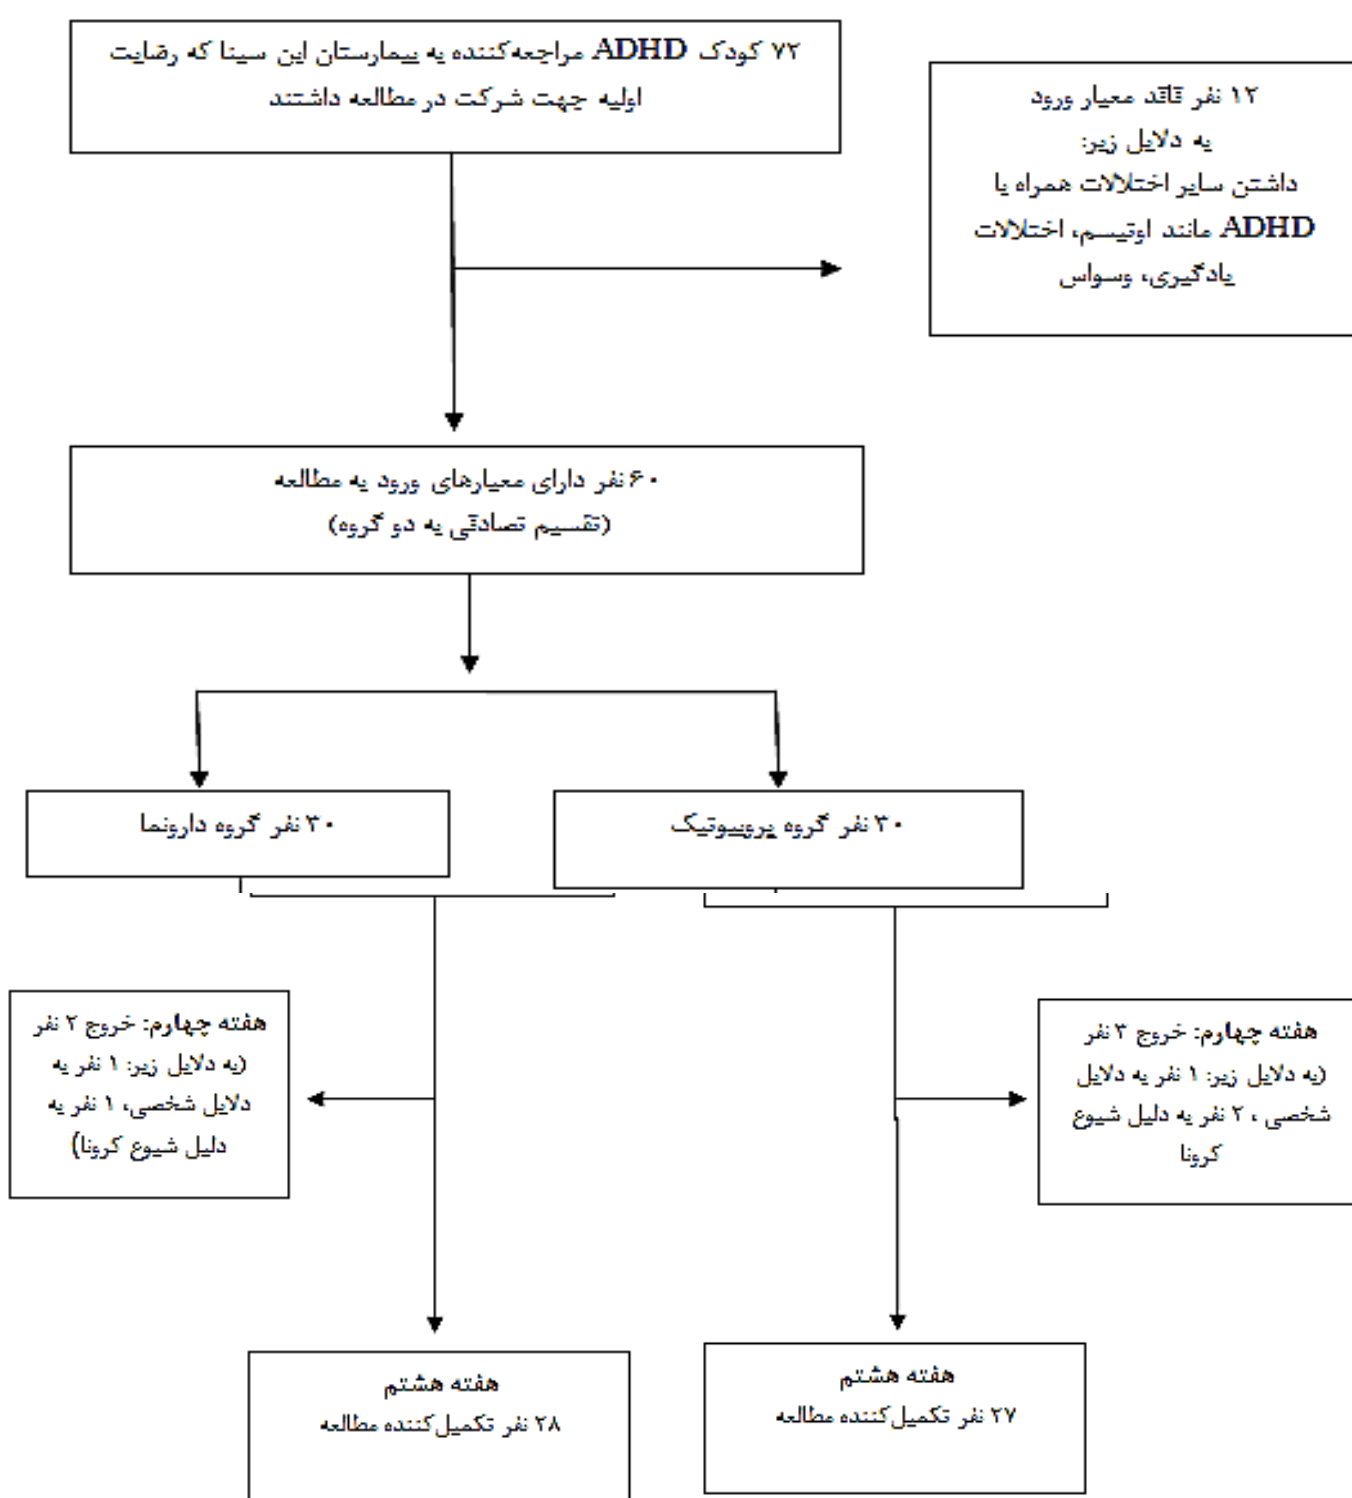 ۷۲ کودک ADHD مراجعه‌کننده به بیمارستان ابن سینا که رضایت
اولیه جهت شرکت در مطالعه داشتند
۱۲ نفر فاقد معیار ورود
به دلایل زیر:
داشتن سایر اختلالات همراه با
ADHD مانند اوتیسم، اختلالات
یادگیری، وسواس
۶۰ نفر دارای معیارهای ورود به مطالعه
(تقسیم تصادفی به دو گروه)
۳۰ نفر گروه پروبیوتیک
۳۰ نفر گروه دارونما
هفته چهارم: خروج ۳ نفر
(به دلایل زیر: ۱ نفر به دلایل
شخصی ، ۲ نفر به دلیل شیوع
کرونا
هفته چهارم: خروج ۲ نفر
(به دلایل زیر: ۱ نفر به
دلایل شخصی، ۱ نفر به
دلیل شیوع کرونا)
هفته هشتم
۲۷ نفر تکمیل‌کننده مطالعه
هفته هشتم
۲۸ نفر تکمیل‌کننده مطالعه